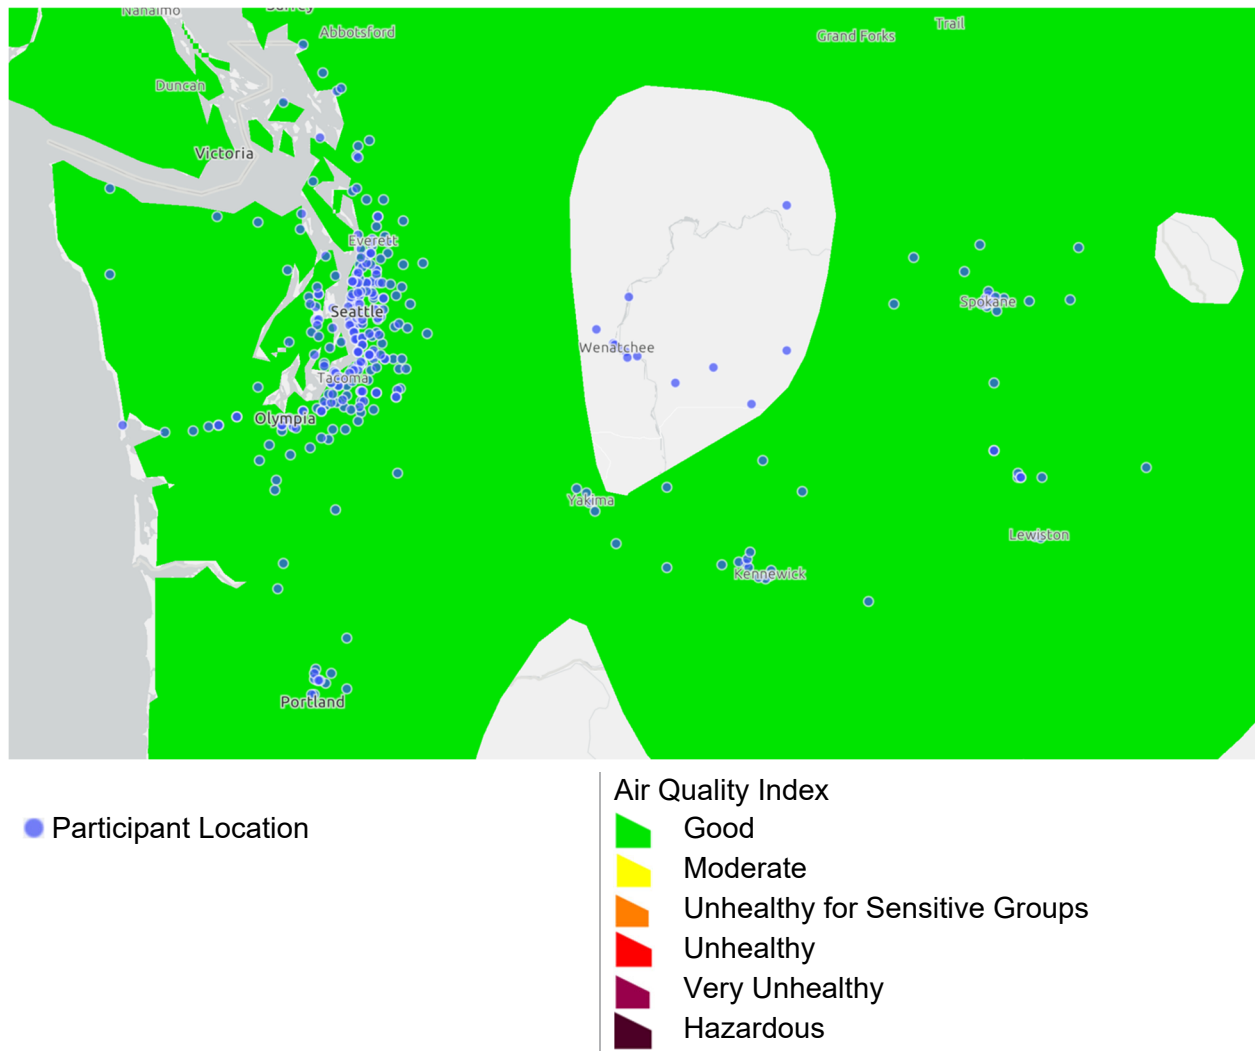 Nanaimo
Surrey
Abbotsford
Trail
Grand Forks
Duncan
Victoria
Everett
Seattle
Spokane
Wenatchee
Tacoma
Olympia
Yakima
Lewiston
Kennewick
Portland
Participant Location
Air Quality Index
Good
Moderate
Unhealthy for Sensitive Groups
Unhealthy
Very Unhealthy
Hazardous